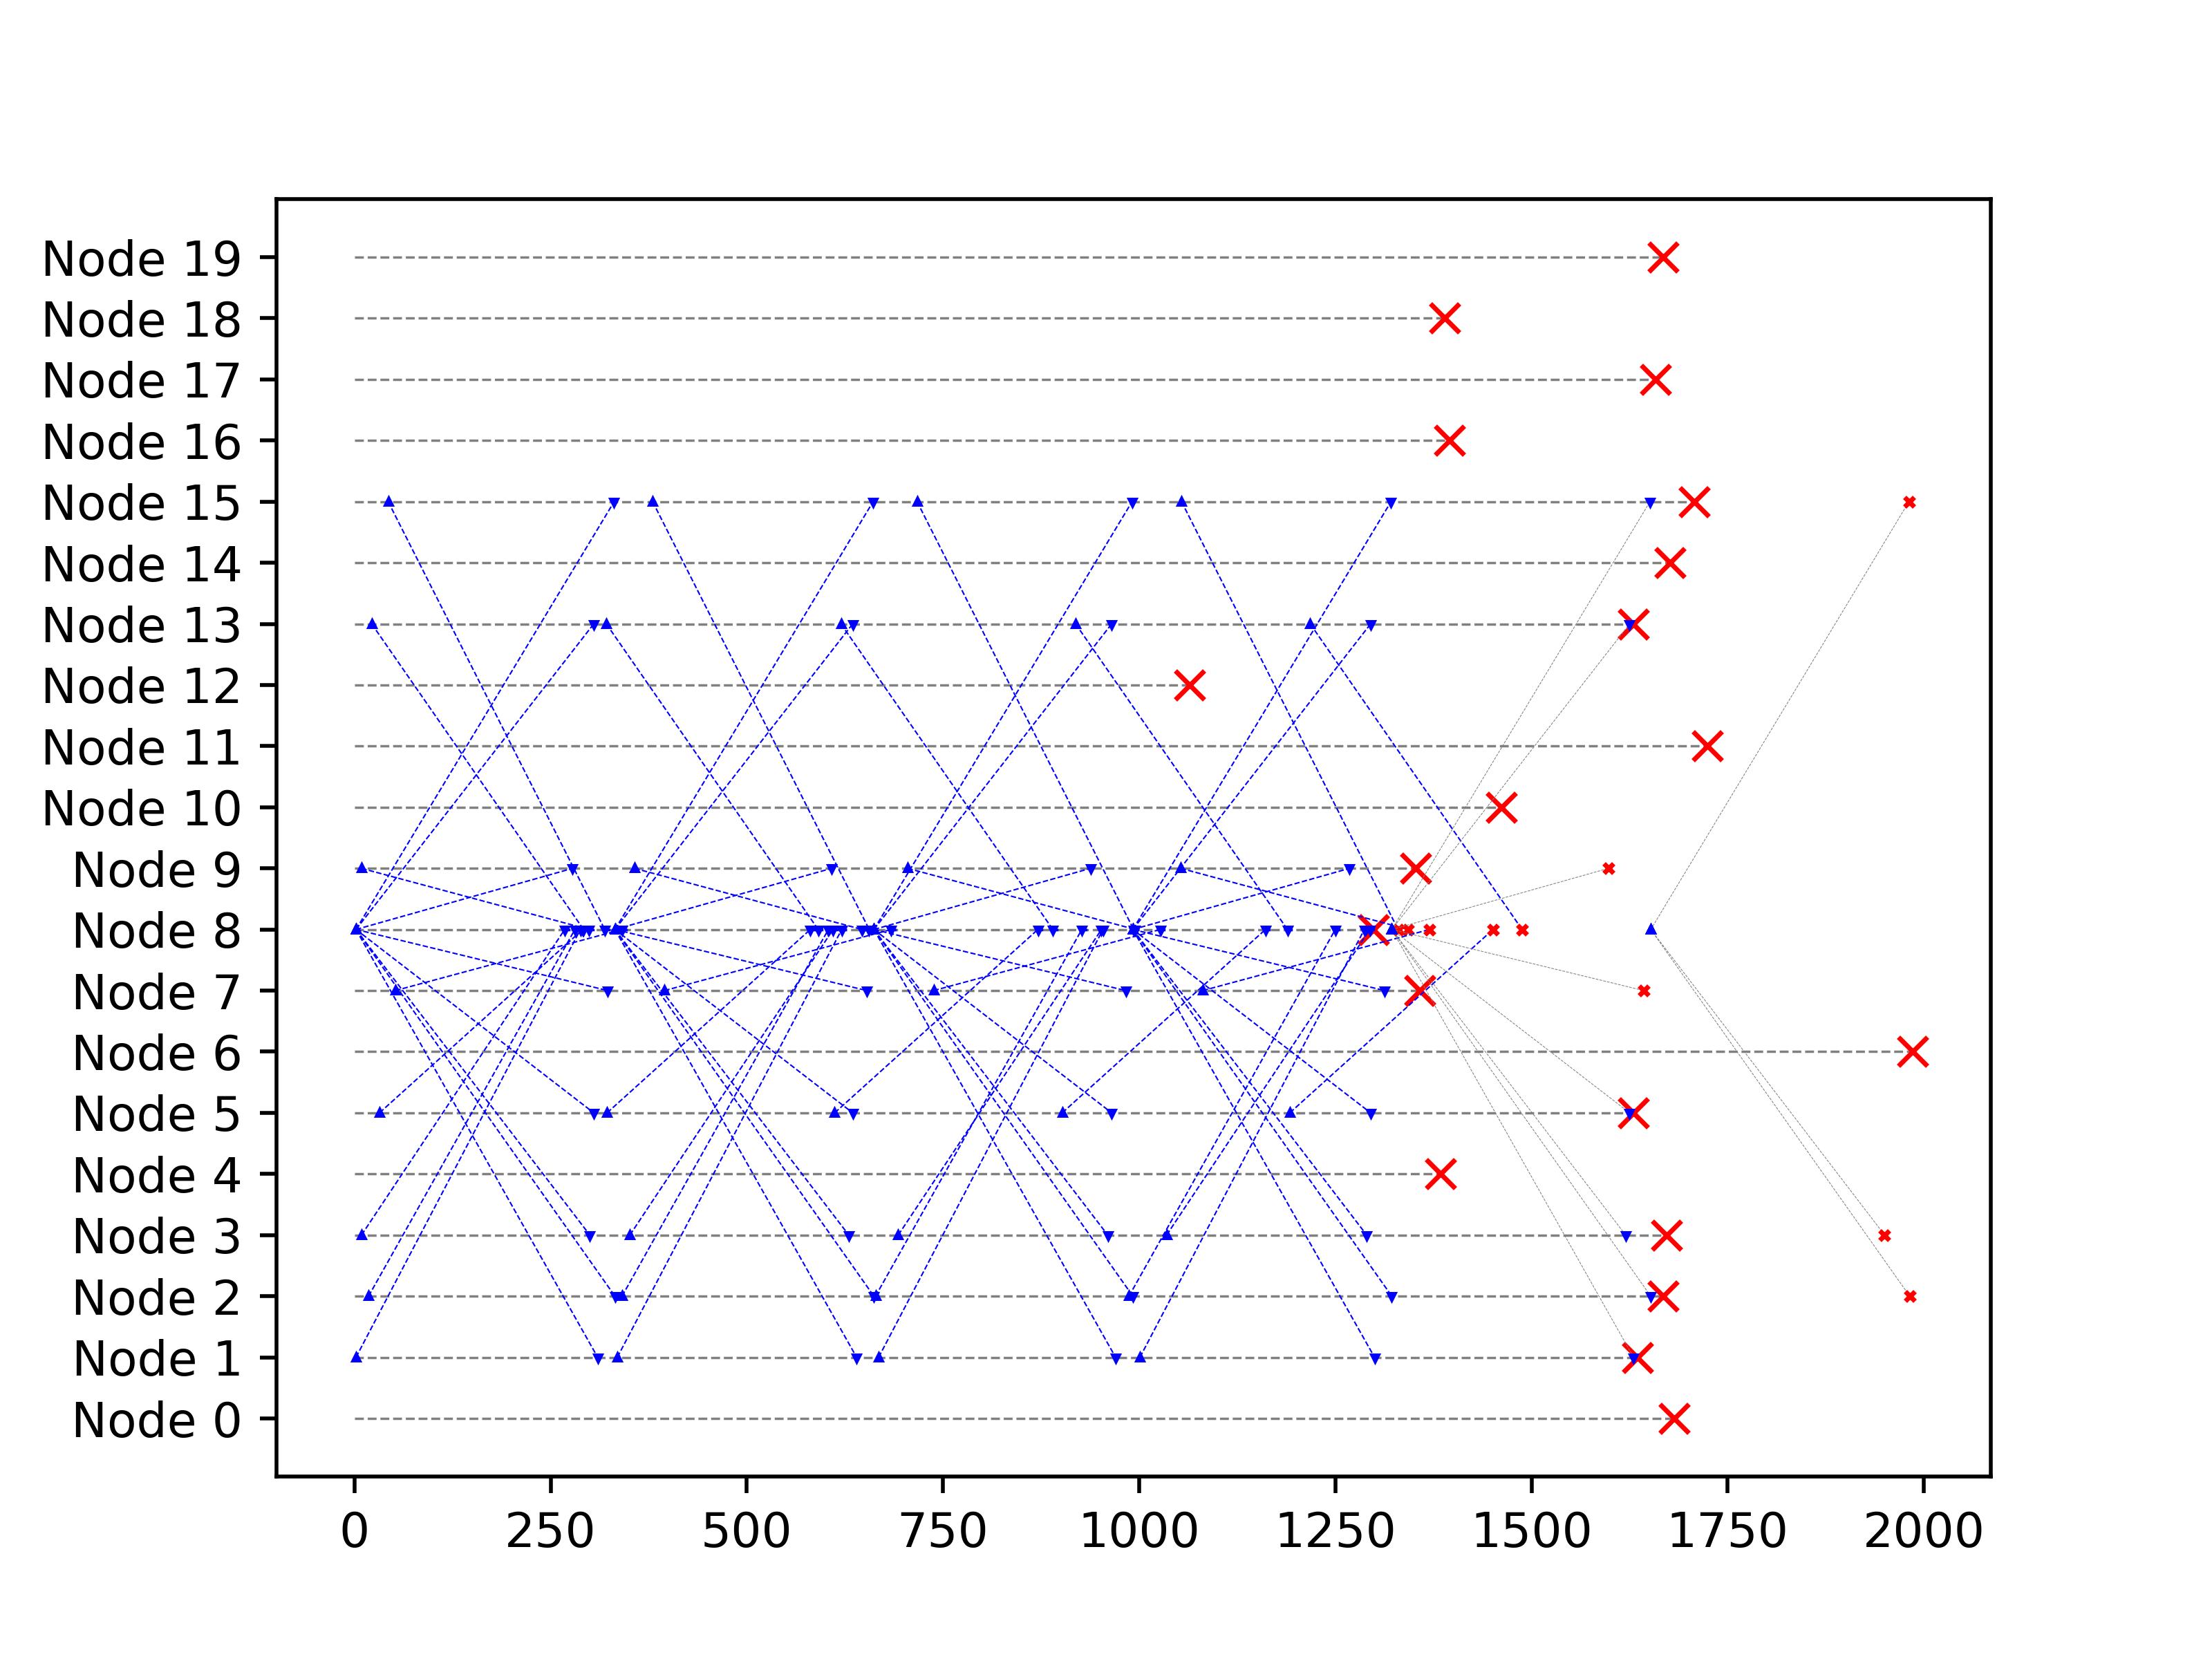 Node 19
Node 18
Node 17
Node 16
Node 15
Node 14
Node 13
Node 12
Node 11
Node 10
Node 9
Node 8
Node 7
Node 6
Node 5
Node 4
Node 3
Node 2
Node 1
Node 0
0 250 500 750 1000 1250 1500 1750 2000